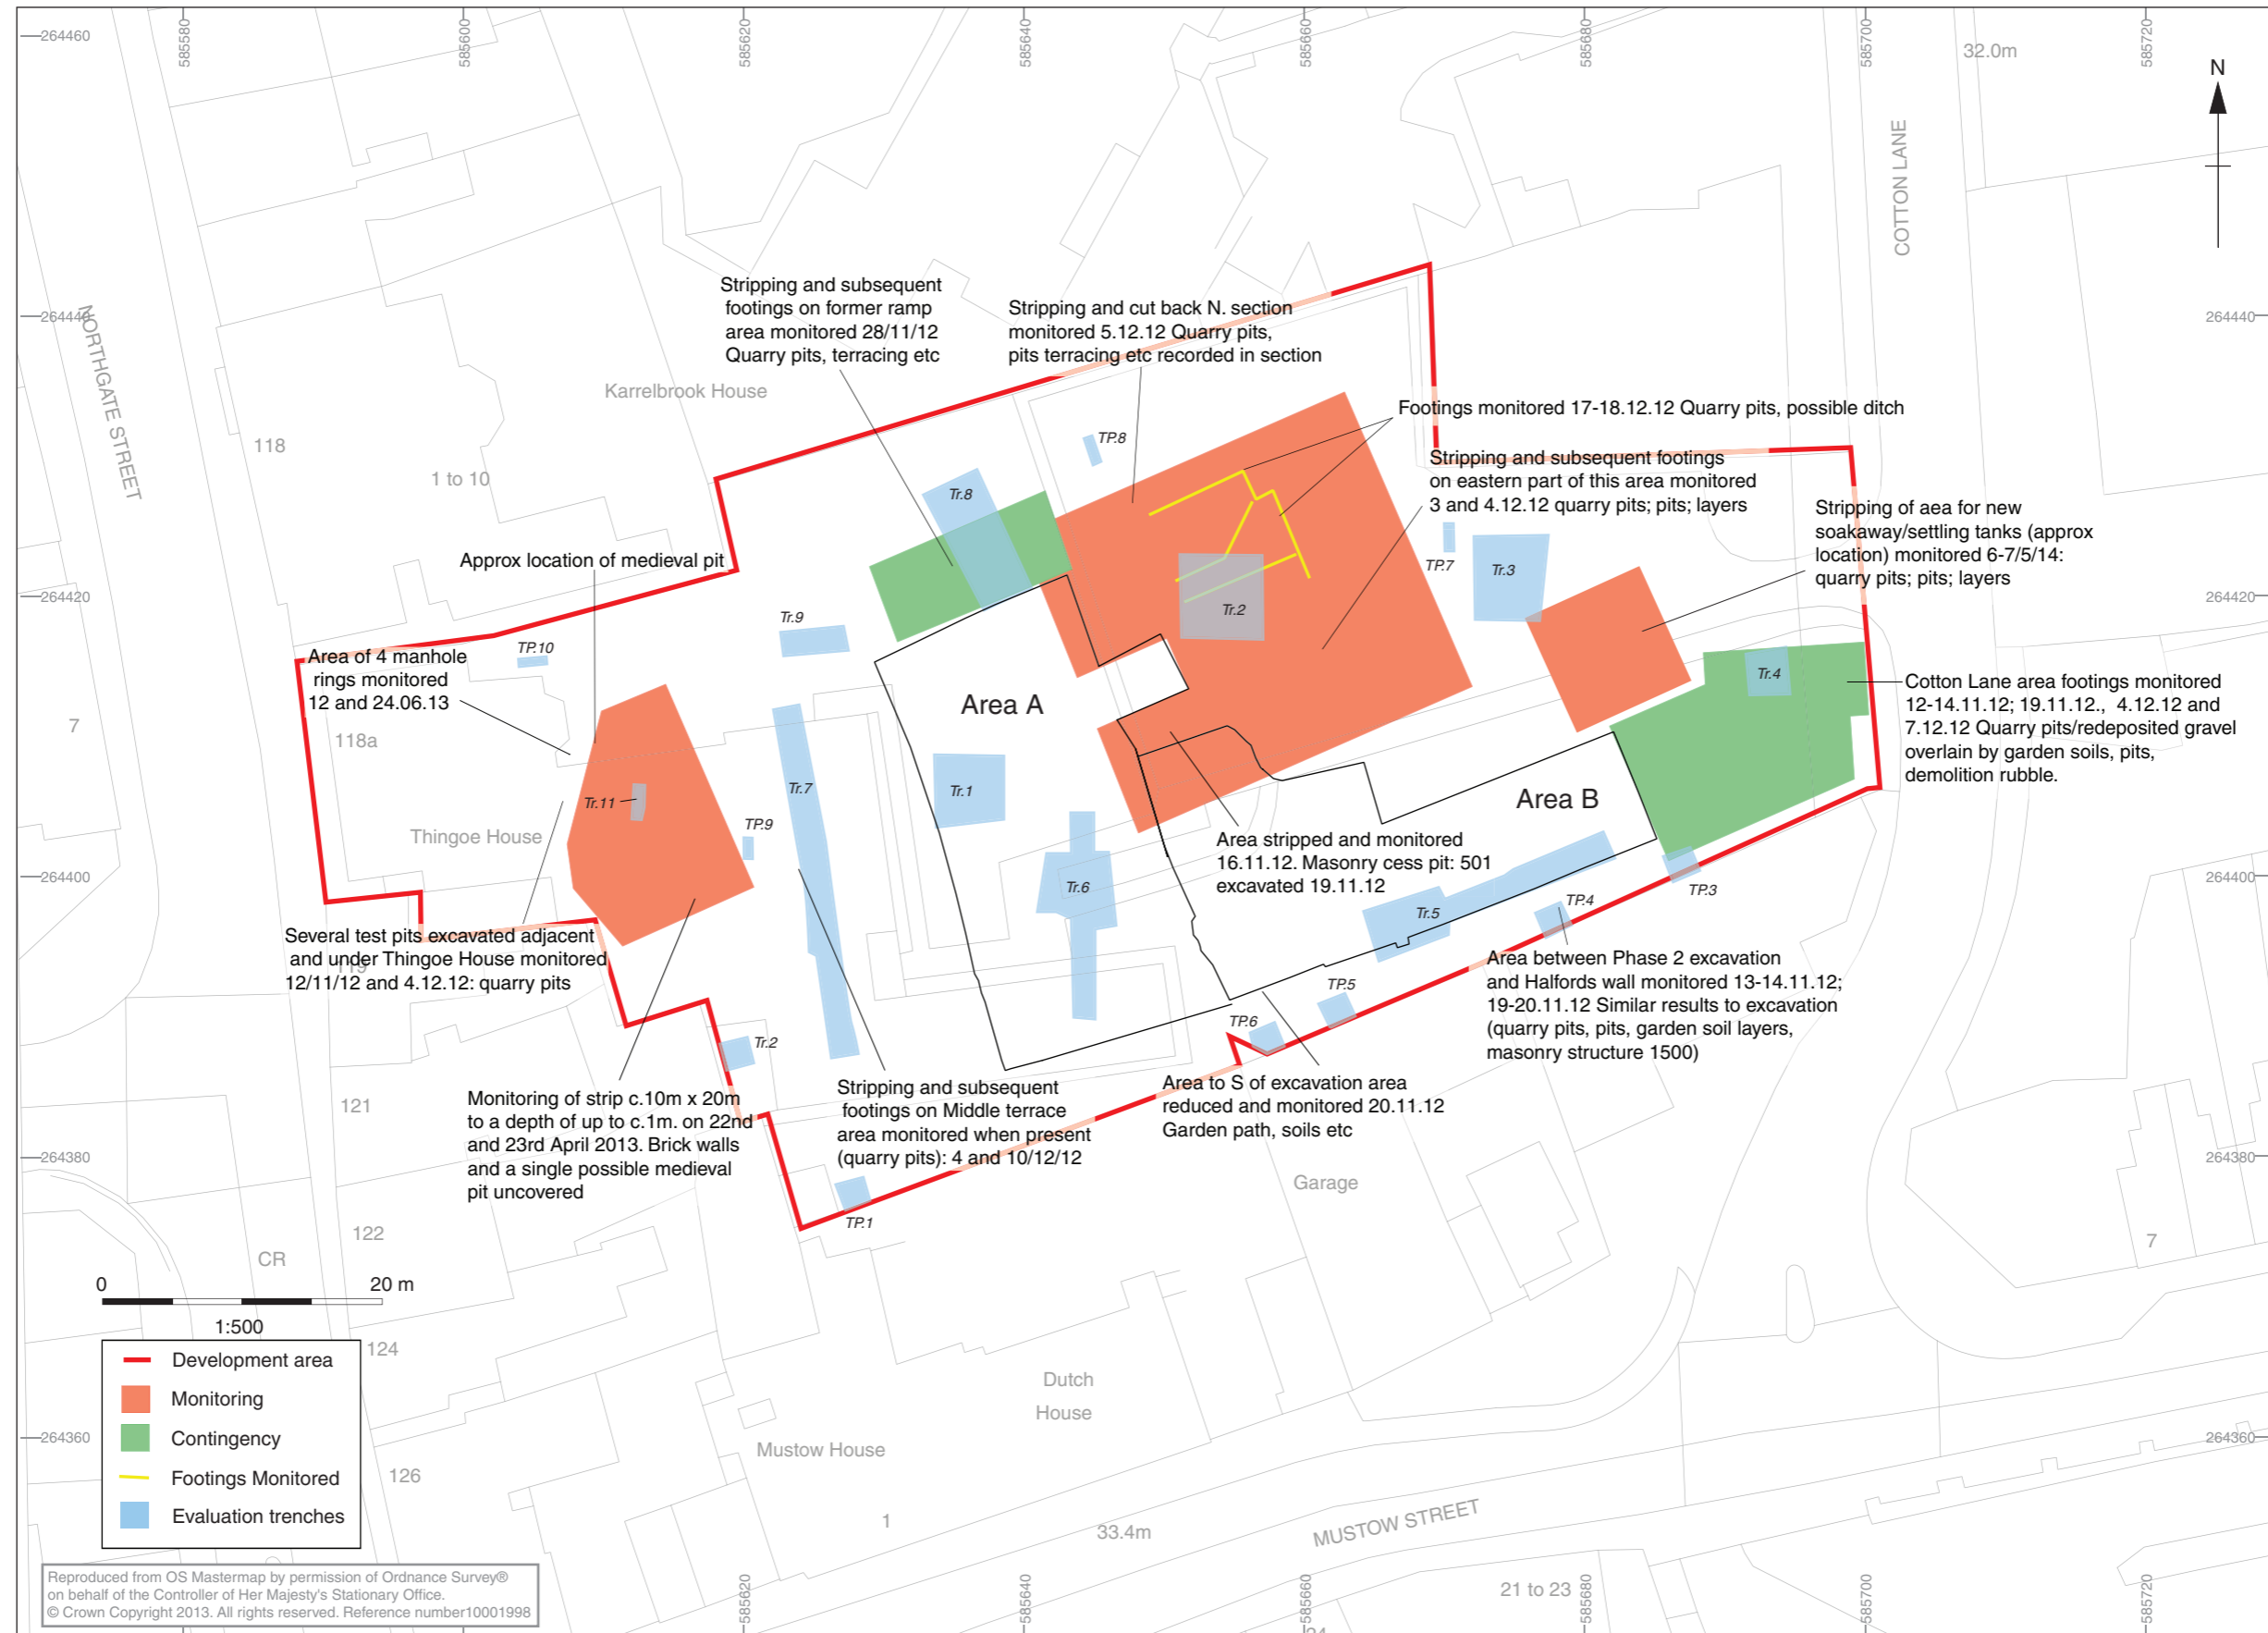 264460
585580
585600
585620
585640
585660
585680
585700
585720
32.0m
N
COTTON LANE
NORTHGATE STREET
264440
264440
Stripping and subsequent
footings on former ramp
area monitored 28/11/12
Quarry pits, terracing etc
Stripping and cut back N. section
monitored 5.12.12 Quarry pits,
pits terracing etc recorded in section
Karrelbrook House
Footings monitored 17-18.12.12 Quarry pits, possible ditch
118
1 to 10
TP.8
Stripping and subsequent footings
on eastern part of this area monitored
3 and 4.12.12 quarry pits; pits; layers
Tr.8
Stripping of aea for new
soakaway/settling tanks (approx
location) monitored 6-7/5/14:
quarry pits; pits; layers
Approx location of medieval pit
TP.7
Tr.3
264420
264420
Tr.9
Tr.2
TP.10
Area of 4 manhole
rings monitored
12 and 24.06.13
Tr.4
Cotton Lane area footings monitored
12-14.11.12; 19.11.12., 4.12.12 and
7.12.12 Quarry pits/redeposited gravel
overlain by garden soils, pits,
demolition rubble.
Area A
7
118a
Tr.7
Tr.1
Area B
Tr.11
Thingoe House
TP.9
Area stripped and monitored
16.11.12. Masonry cess pit: 501
excavated 19.11.12
264400
264400
Tr.6
TP.3
TP.4
Tr.5
Several test pits excavated adjacent
and under Thingoe House monitored
12/11/12 and 4.12.12: quarry pits
119
Area between Phase 2 excavation
and Halfords wall monitored 13-14.11.12;
19-20.11.12 Similar results to excavation
(quarry pits, pits, garden soil layers,
masonry structure 1500)
TP.5
TP.6
Tr.2
Monitoring of strip c.10m x 20m
to a depth of up to c.1m. on 22nd
and 23rd April 2013. Brick walls
and a single possible medieval
pit uncovered
Stripping and subsequent
footings on Middle terrace
area monitored when present
(quarry pits): 4 and 10/12/12
Area to S of excavation area
reduced and monitored 20.11.12
Garden path, soils etc
121
264380
264380
Garage
TP.1
122
CR
7
0
20 m
1:500
Development area
Monitoring
Contingency
Footings Monitored
Evaluation trenches
124
Dutch
House
264360
264360
Mustow House
126
1
33.4m
MUSTOW STREET
Reproduced from OS Mastermap by permission of Ordnance Survey®
on behalf of the Controller of Her Majesty's Stationary Office.
© Crown Copyright 2013. All rights reserved. Reference number10001998
585620
585640
585660
585680
585700
585720
21 to 23